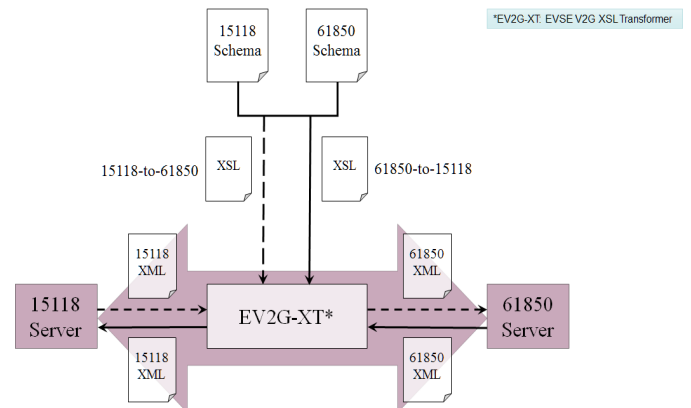 *EV2G-XT: EVSE V2G XSL Transformer
15118
Schema
61850
Schema
15118-to-61850
XSL
XSL
61850-to-15118
15118
XML
61850
XML
15118
Server
EV2G-XT*
61850
Server
15118
XML
61850
XML